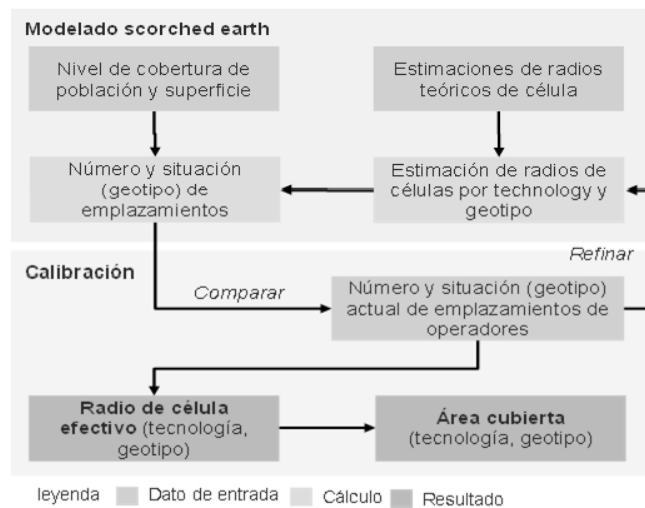 Modelado scorched earth
Nivel de cobertura de
población y superficie
Estimaciones de radios
teóricos de célula
Número y situación
(geotipo) de
emplazamientos
Estimación de radios de
células por technology y
geotipo
Refinar
Calibración
Comparar
Número y situación (geotipo)
actual de emplazamientos de
operadores
Radio de célula
efectivo (tecnología,
geotipo)
Área cubierta
(tecnología, geotipo)
leyenda Dato de entrada Cálculo Resultado